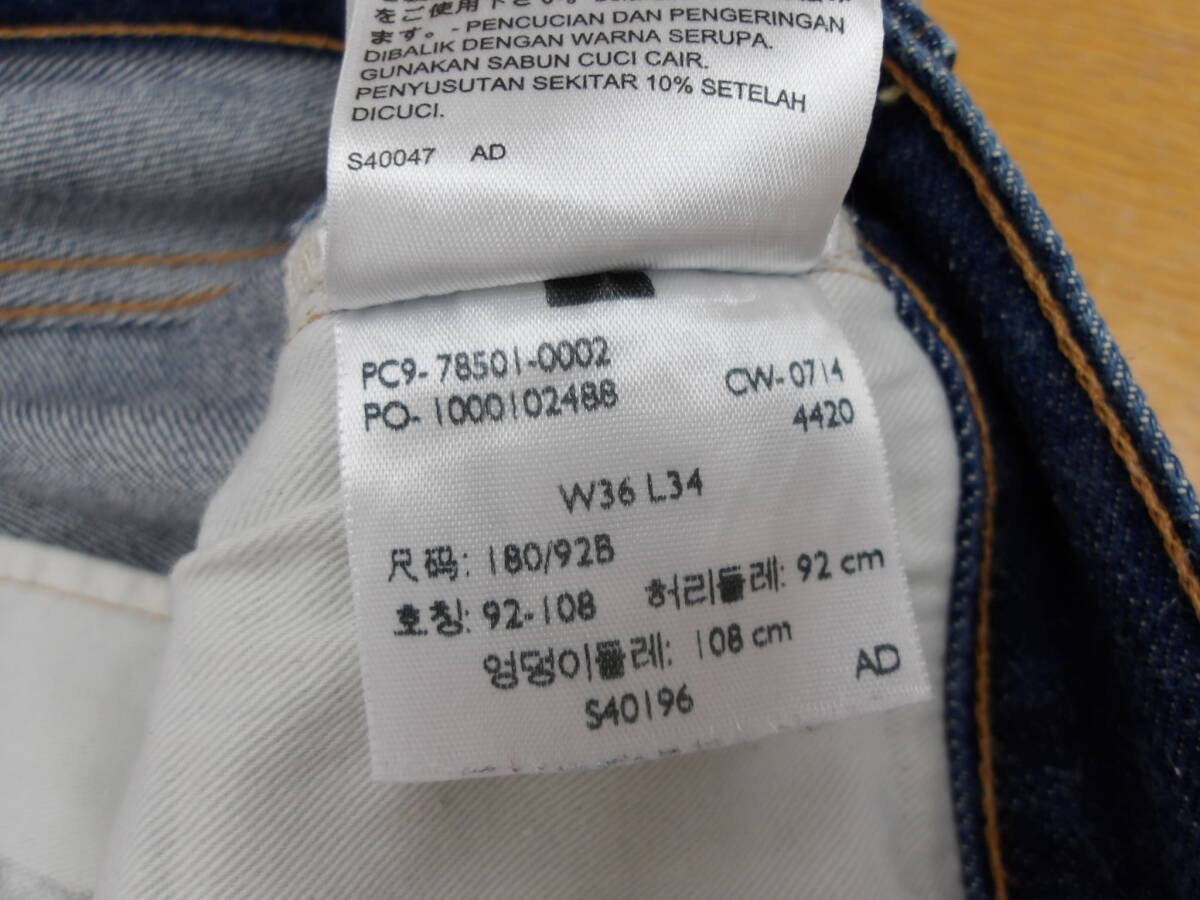 をご使用下さい。
ます。- PENCUCIAN DAN PENGERINGAN
DIBALIK DENGAN WARNA SERUPA.
GUNAKAN SABUN CUCI CAIR.
PENYUSUTAN SEKITAR 10% SETELAH
DICUCI.
S40047 AD
PC9-78501-0002
PO-1000102488
CW-0714
4420
W36 L34
尺码: 180/92B
호칭: 92-108 허리둘레: 92 cm
엉덩이둘레: 108 cm
S40196 AD